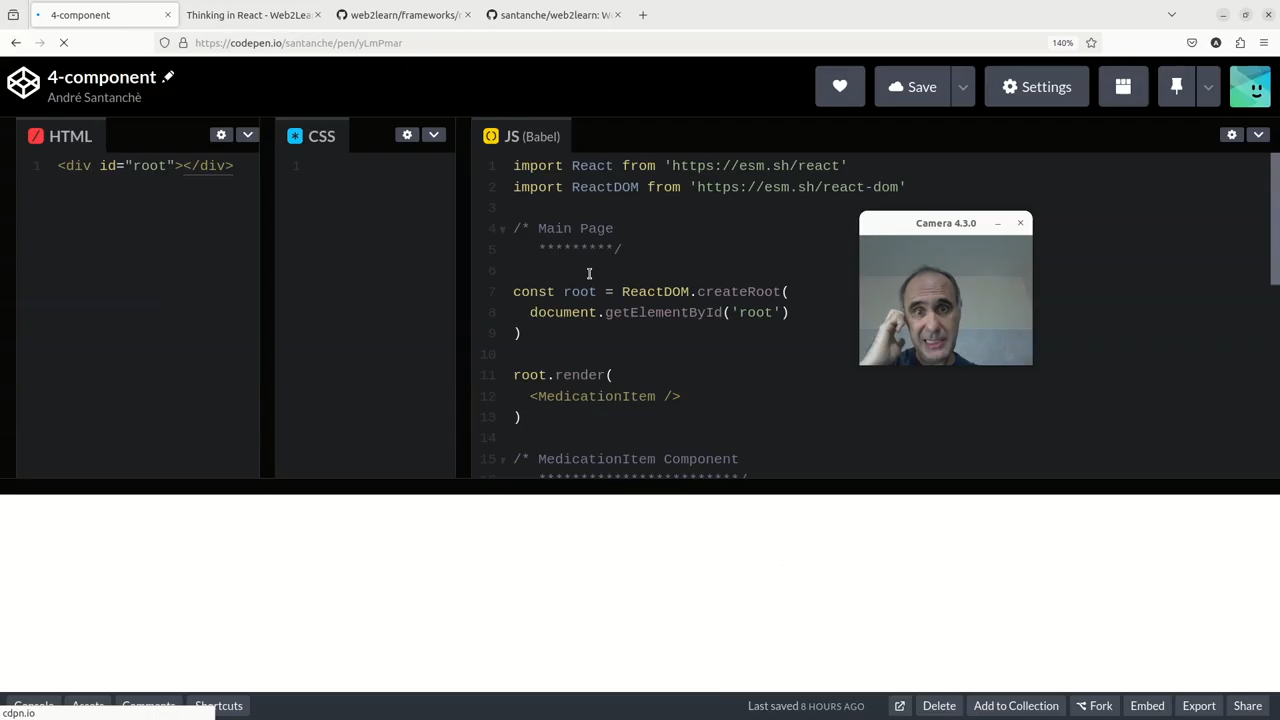 4-component
Thinking in React - Web2Lea
web2learn/frameworks/r
santanche/web2learn: W
https://codepen.io/santanche/pen/yLmPmar
140%
4-component
André Santanchè
Save
Settings
HTML
CSS
JS (Babel)
1 <div id="root"></div>
1
1 import React from 'https://esm.sh/react'
2 import ReactDOM from 'https://esm.sh/react-dom'
3
4 /* Main Page
5 *********/
6
7 const root = ReactDOM.createRoot(
8 document.getElementById('root')
9 )
10
11 root.render(
12 <MedicationItem />
13 )
14
15 /* MedicationItem Component
Camera 4.3.0
Console
Assets
Comments
Shortcuts
cdpn.io
Last saved 8 HOURS AGO
Delete
Add to Collection
Fork
Embed
Export
Share